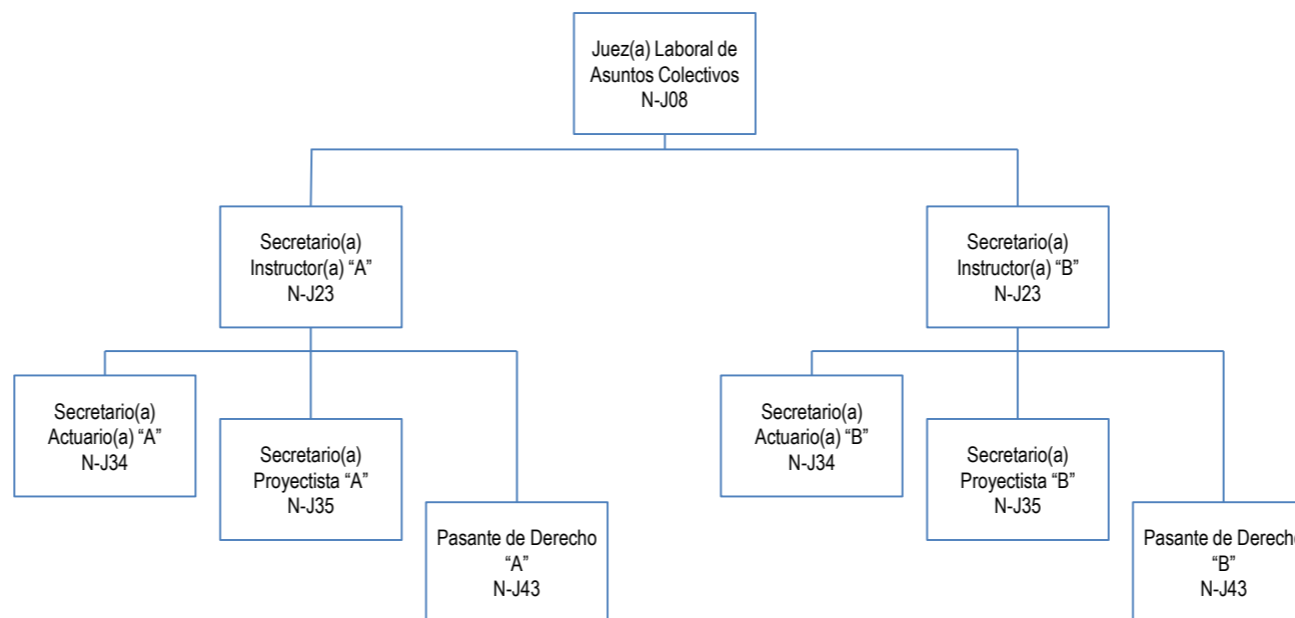 Juez(a) Laboral de
Asuntos Colectivos
N-J08
Secretario(a)
Instructor(a) “A”
N-J23
Secretario(a)
Instructor(a) “B”
N-J23
Secretario(a)
Actuario(a) “A”
N-J34
Secretario(a)
Proyectista “A”
N-J35
Pasante de Derecho
“A”
N-J43
Secretario(a)
Actuario(a) “B”
N-J34
Secretario(a)
Proyectista “B”
N-J35
Pasante de Derecho
“B”
N-J43